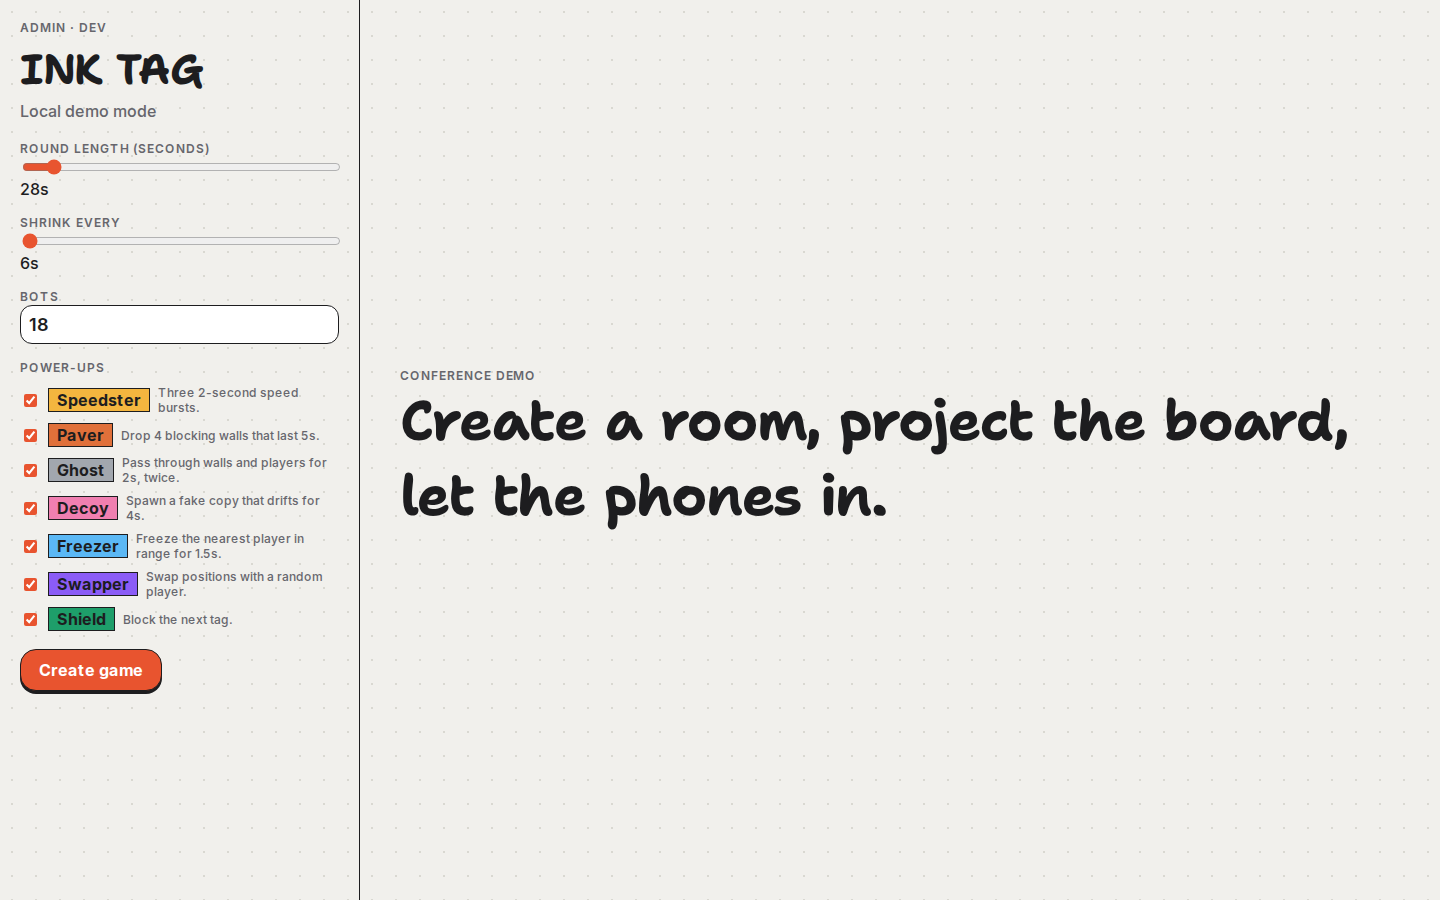 ADMIN · DEV
INK TAG
Local demo mode
ROUND LENGTH (SECONDS)
28s
SHRINK EVERY
6s
BOTS
18
POWER-UPS
Speedster Three 2-second speed
bursts.
Paver Drop 4 blocking walls that last 5s.
Ghost Pass through walls and players for
2s, twice.
Decoy Spawn a fake copy that drifts for
4s.
Freezer Freeze the nearest player in
range for 1.5s.
Swapper Swap positions with a random
player.
Shield Block the next tag.
Create game
CONFERENCE DEMO
Create a room, project the board,
let the phones in.